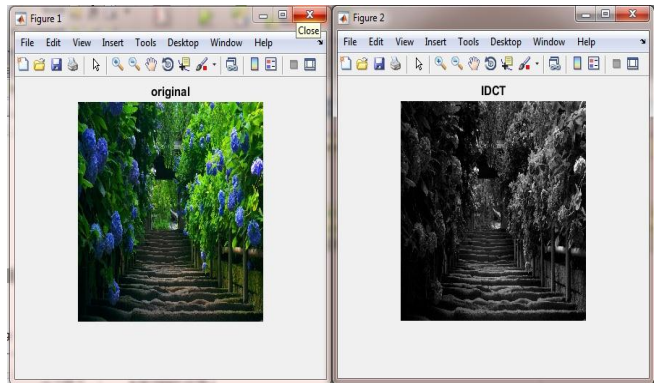 Figure 1
Close
File Edit View Insert Tools Desktop Window Help
original
Figure 2
File Edit View Insert Tools Desktop Window Help
IDCT